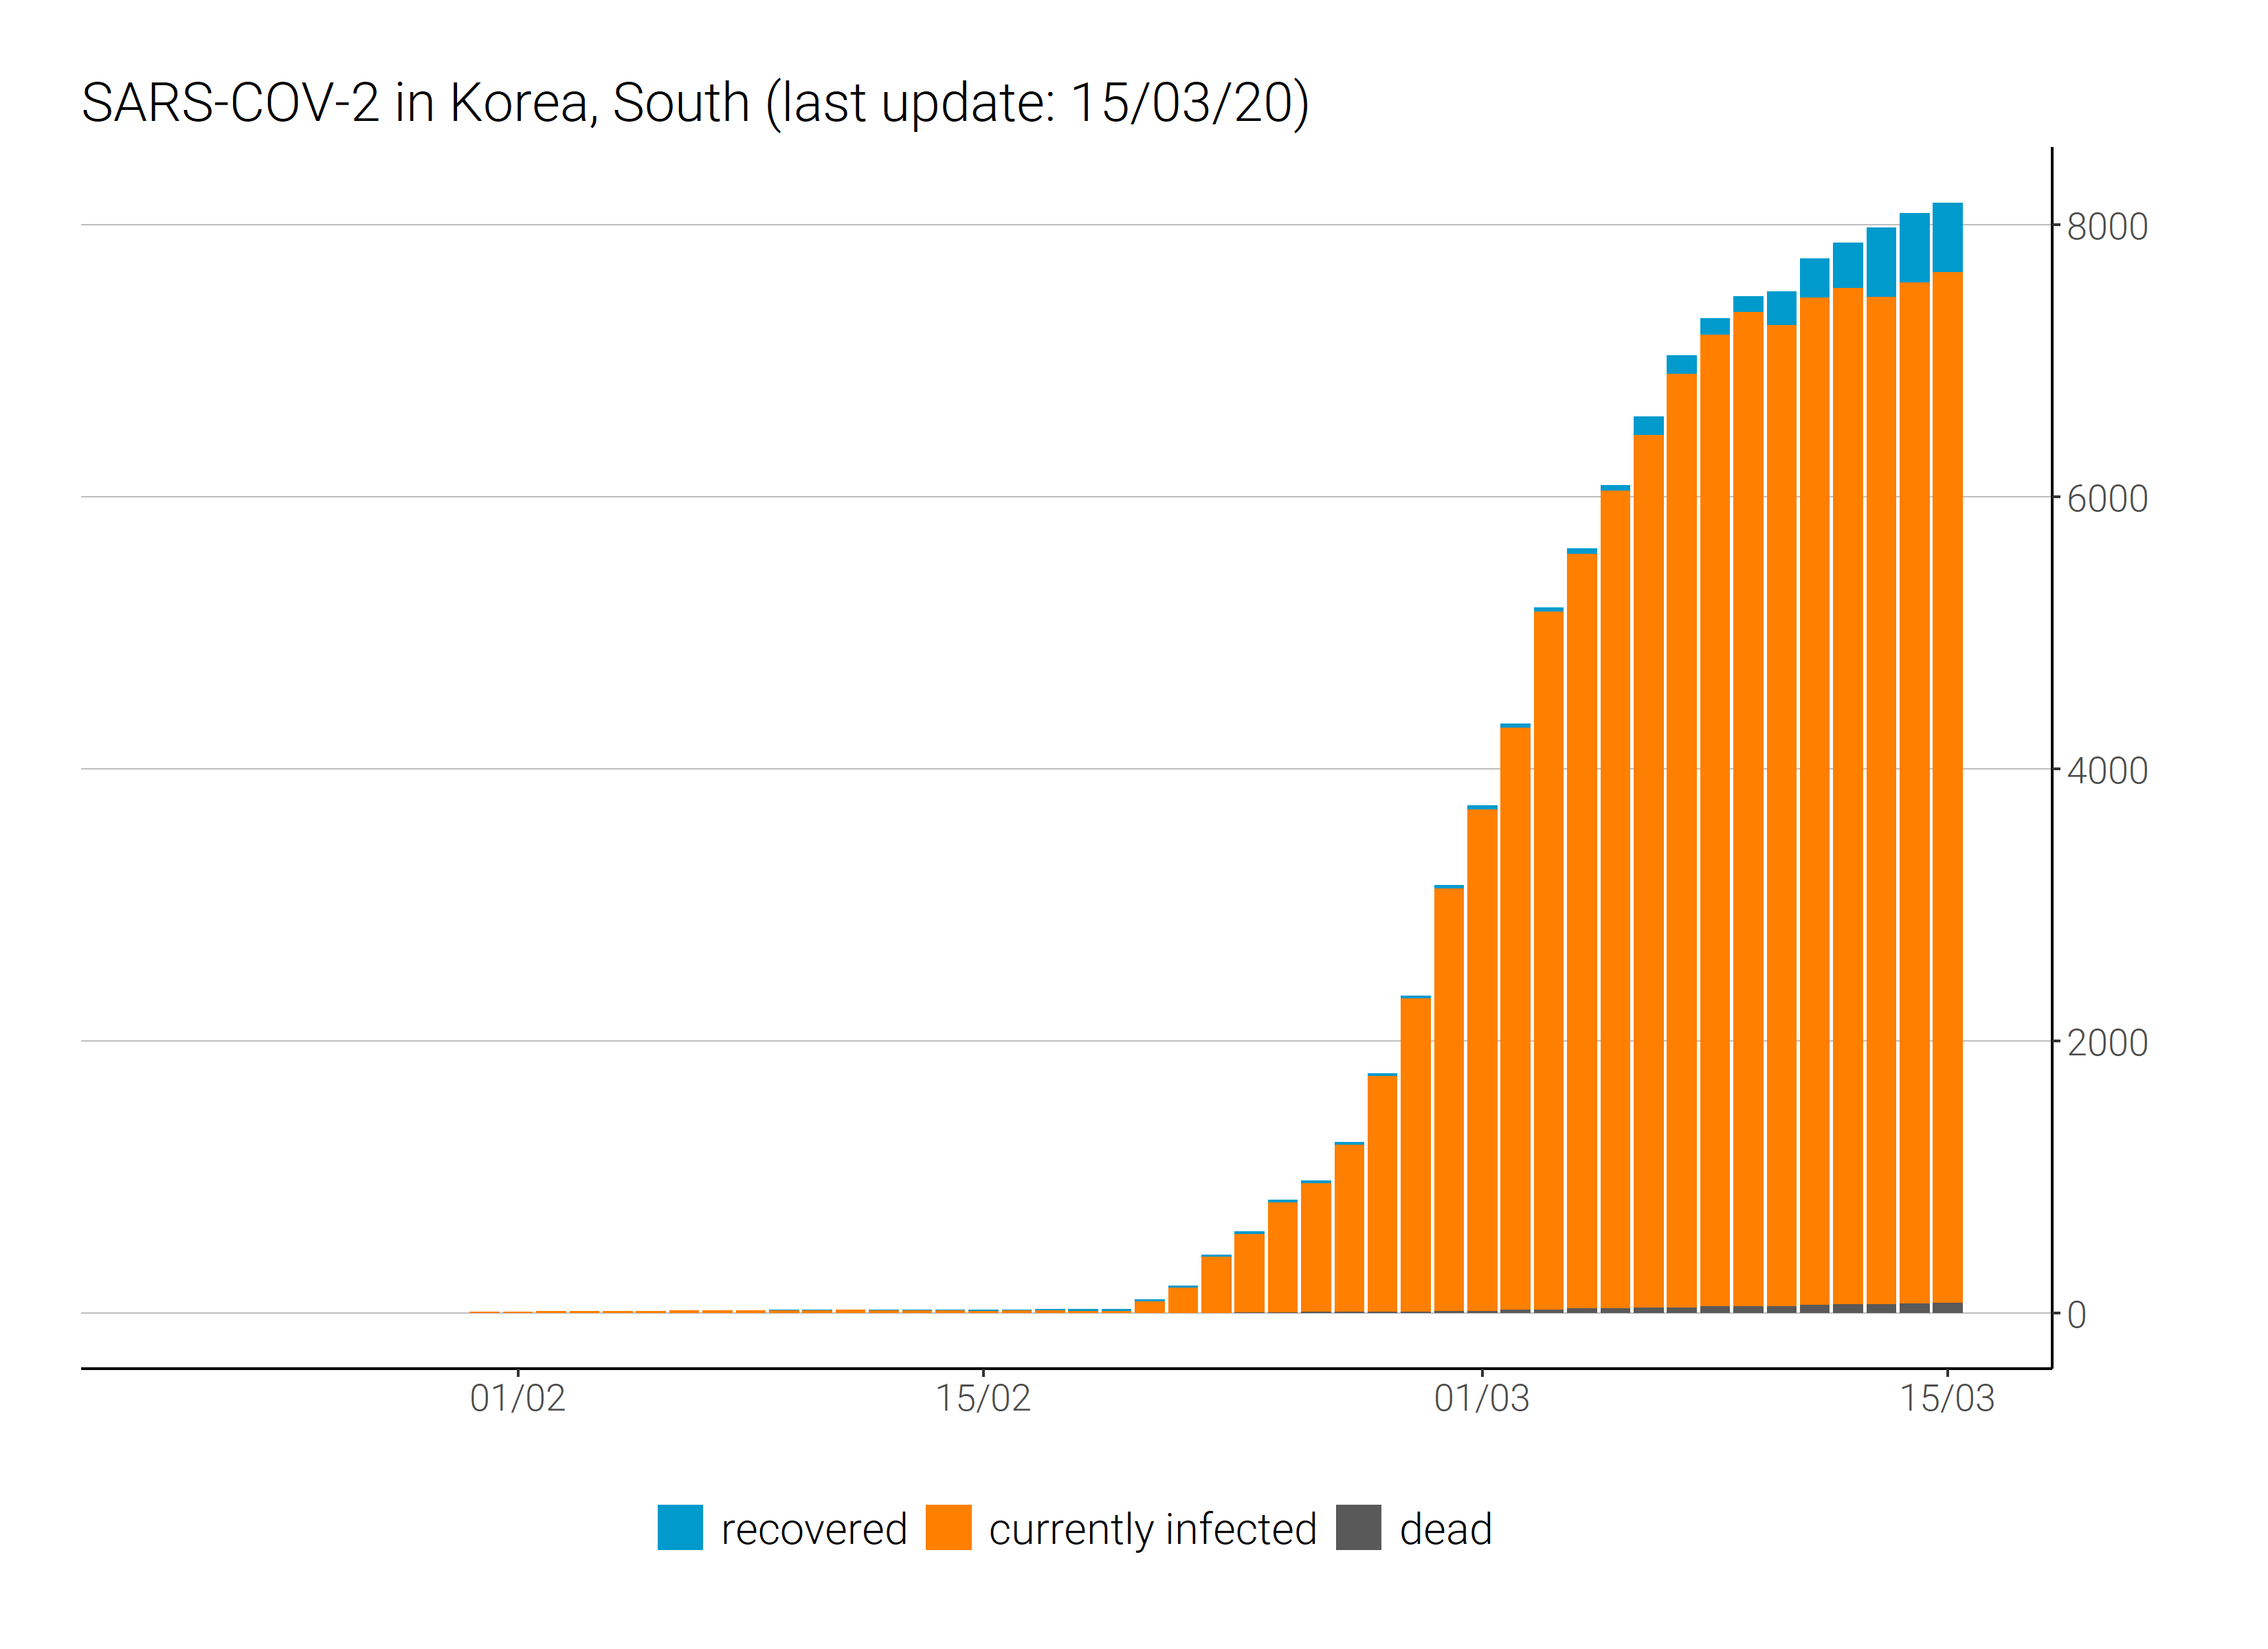 SARS-COV-2 in Korea, South (last update: 15/03/20)
8000
6000
4000
2000
0
01/02 15/02 01/03 15/03
recovered currently infected dead